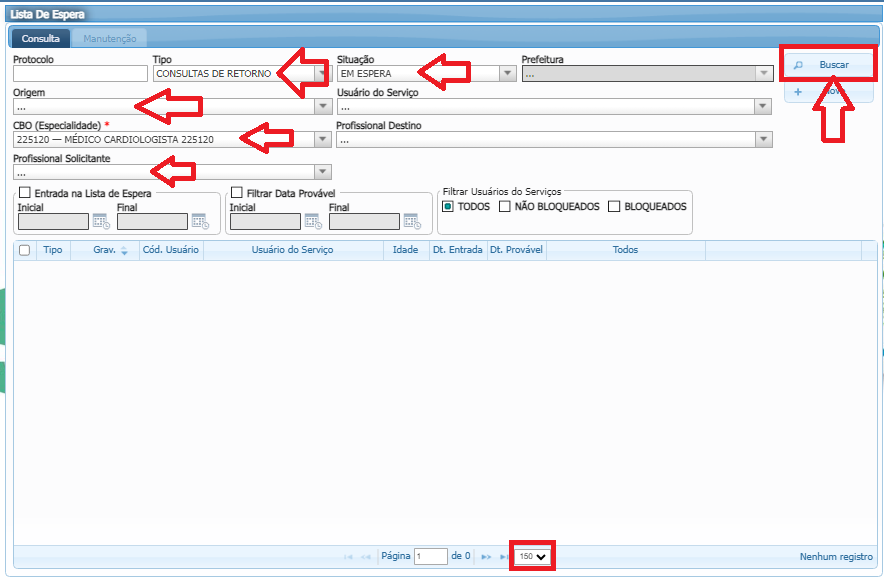 Lista De Espera
Consulta Manutenção
Protocolo Tipo Situação Prefeitura
CONSULTAS DE RETORNO EM ESPERA ... Buscar
Origem Usuário do Serviço
... ...
CBO (Especialidade) * Profissional Destino
225120 — MÉDICO CARDIOLOGISTA 225120 ...
Profissional Solicitante
...
Entrada na Lista de Espera Filtrar Data Provável Filtrar Usuários do Serviços
Inicial Final Inicial Final TODOS NÃO BLOQUEADOS BLOQUEADOS
Tipo Grav. Cód. Usuário Usuário do Serviço Idade Dt. Entrada Dt. Provável Todos
Página 1 de 0 150 Nenhum registro